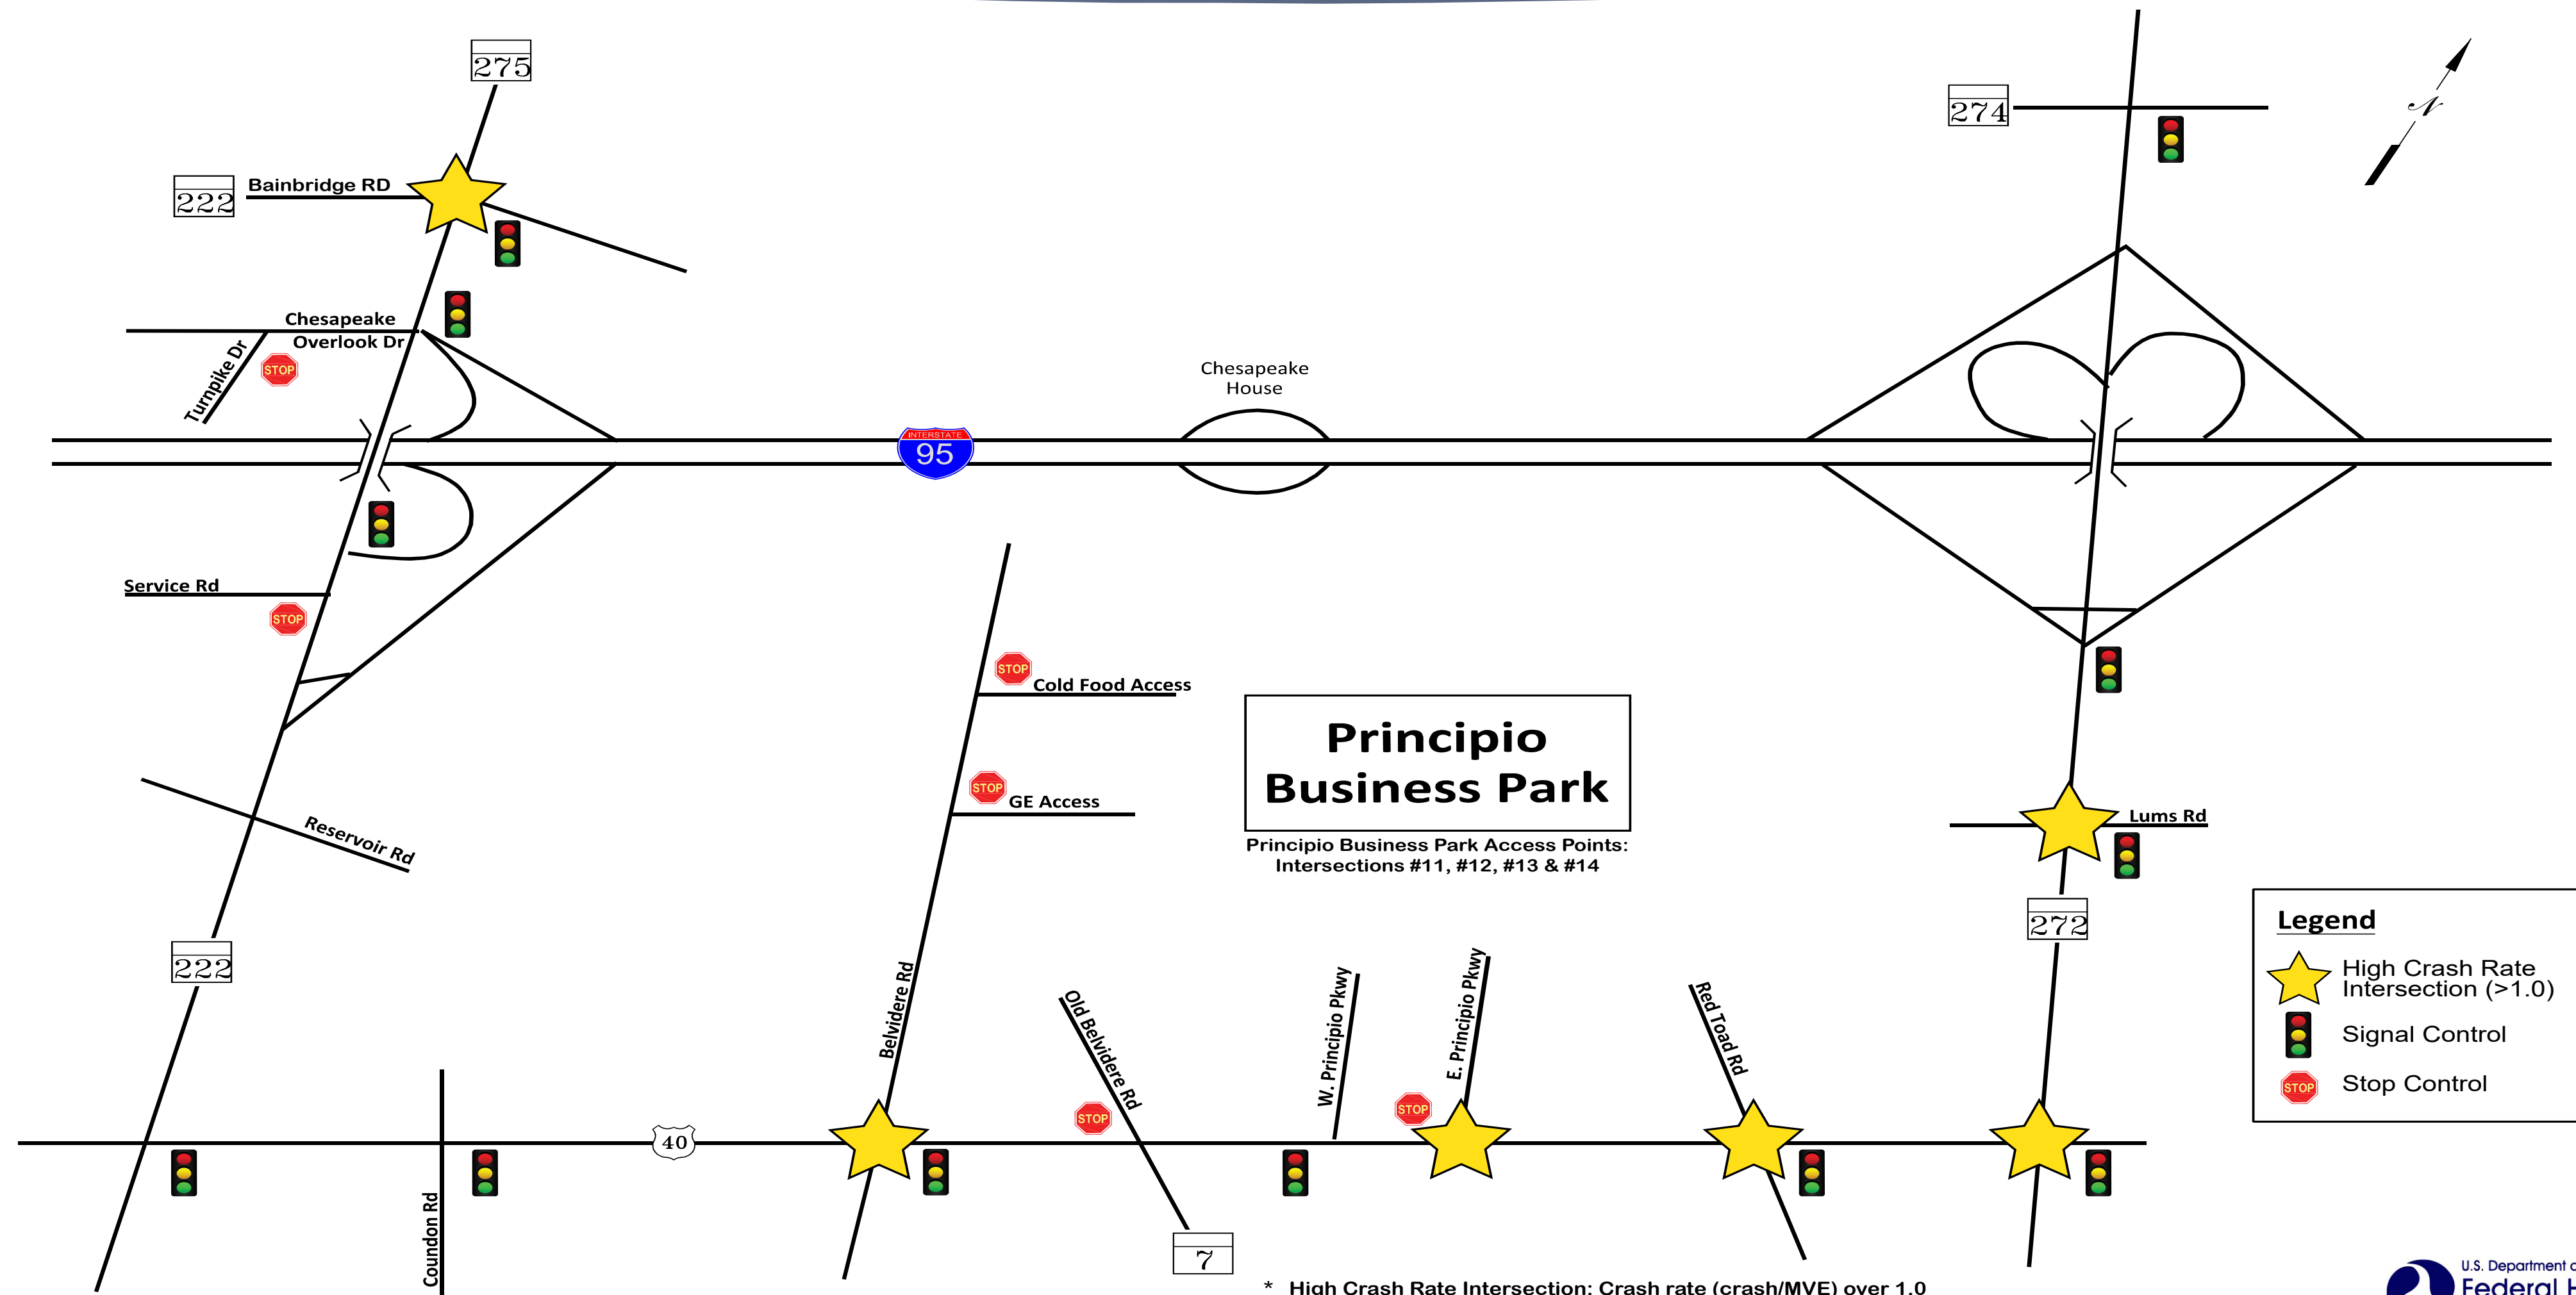 275
274
N
Bainbridge RD
222
Chesapeake
Overlook Dr
Turnpike Dr
STOP
Chesapeake
House
INTERSTATE
95
Service Rd
STOP
STOP
Cold Food Access
STOP
GE Access
Principio
Business Park
Principio Business Park Access Points:
Intersections #11, #12, #13 & #14
Lums Rd
Reservoir Rd
272
Legend
High Crash Rate
Intersection (>1.0)
Signal Control
STOP
Stop Control
222
Belvidere Rd
Old Belvidere Rd
W. Principio Pkwy
E. Principio Pkwy
Red Toad Rd
STOP
STOP
40
Coundon Rd
7
* High Crash Rate Intersection: Crash rate (crash/MVE) over 1.0
U.S. Department
Federal